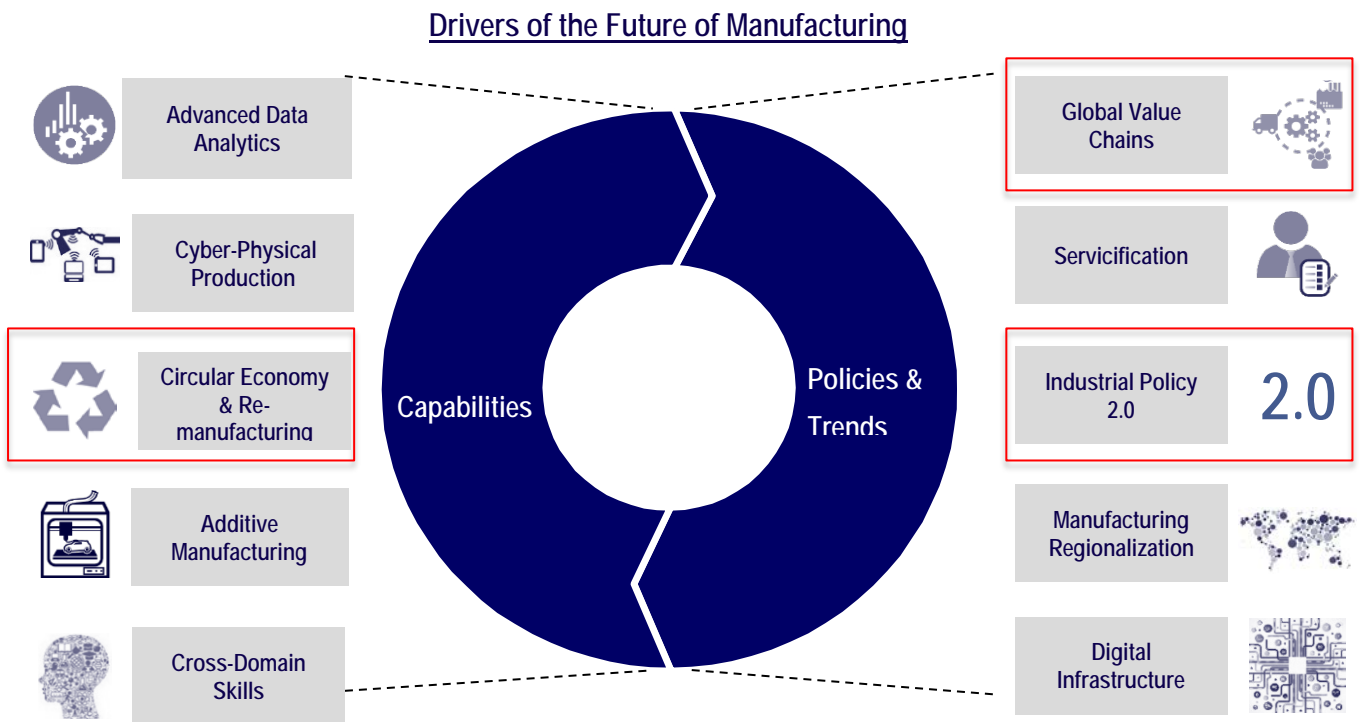 Drivers of the Future of Manufacturing
Advanced Data
Analytics
Cyber-Physical
Production
Circular Economy
& Re-
manufacturing
Additive
Manufacturing
Cross-Domain
Skills
Capabilities
Policies &
Trends
Global Value
Chains
Servicification
Industrial Policy
2.0
2.0
Manufacturing
Regionalization
Digital
Infrastructure